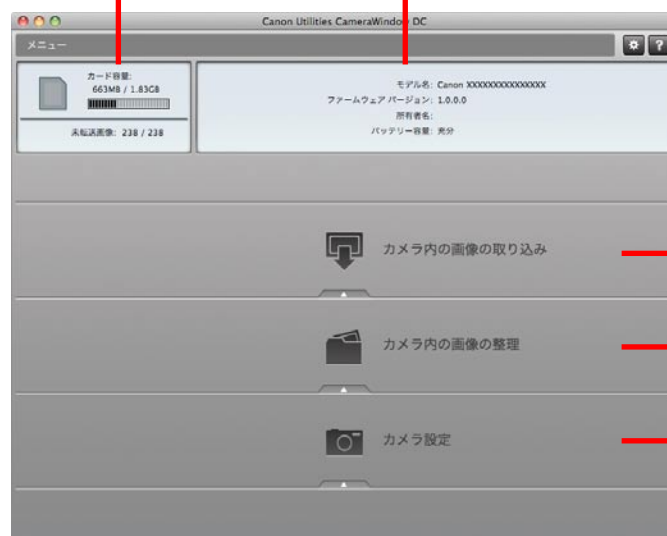 Canon Utilities CameraWindow DC
メニュー
?
カード容量:
663MB / 1.83GB
未転送画像: 238 / 238
モデル名: Canon XXXXXXXXXXXXXXX
ファームウェア バージョン: 1.0.0.0
所有者名:
バッテリー容量: 充分
カメラ内の画像の取り込み
カメラ内の画像の整理
カメラ設定